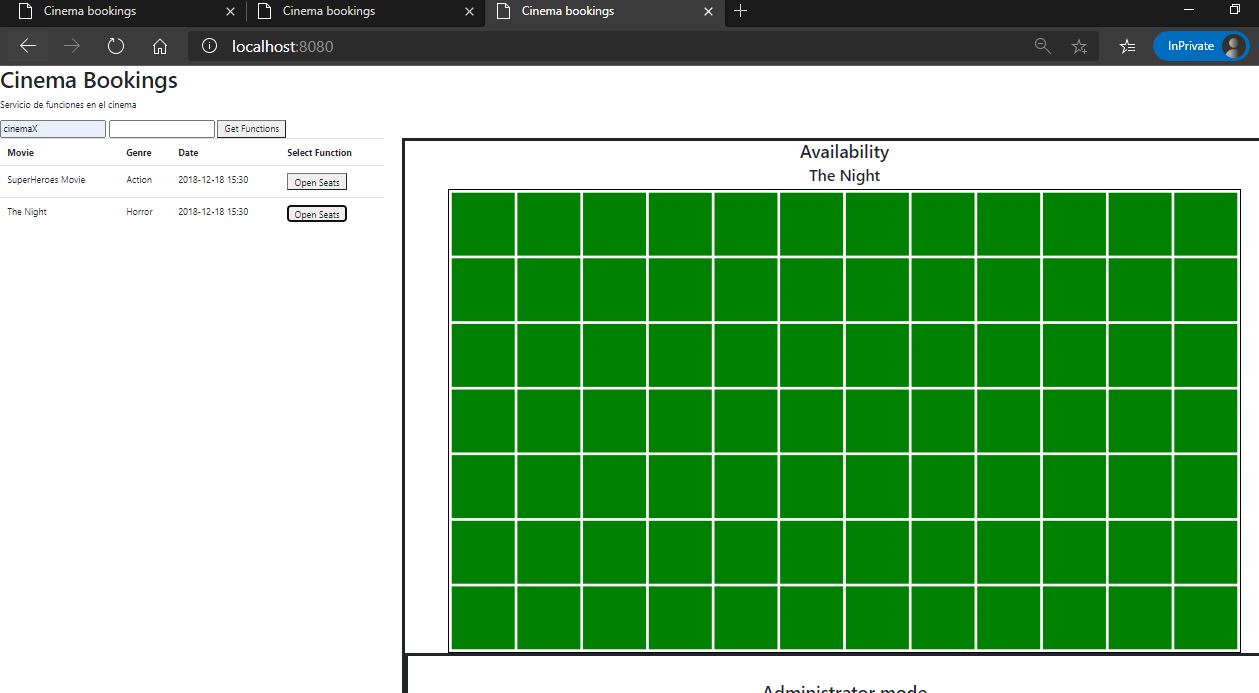 Cinema bookings
Cinema bookings
Cinema bookings
localhost:8080
InPrivate
Cinema Bookings
Servicio de funciones en el cinema
cinemaX Get Functions
Movie Genre Date Select Function
SuperHeroes Movie Action 2018-12-18 15:30 Open Seats
The Night Horror 2018-12-18 15:30 Open Seats
Availability
The Night
Administrator mode